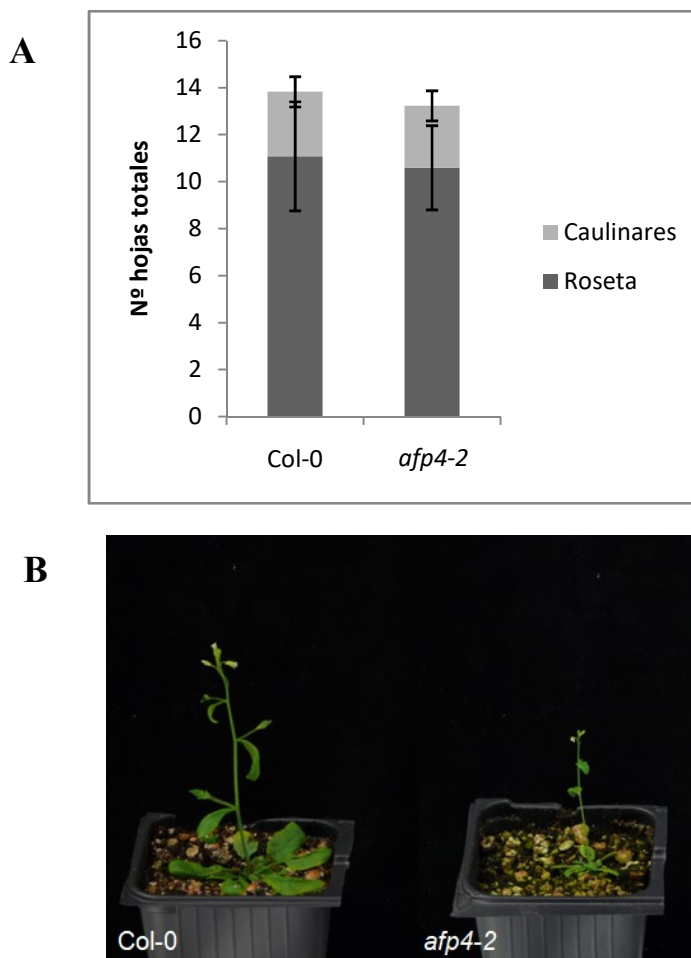 A
Nº hojas totales
16
14
12
10
8
6
4
2
0
Col-0
afp4-2
Caulinares
Roseta
B
Col-0
afp4-2